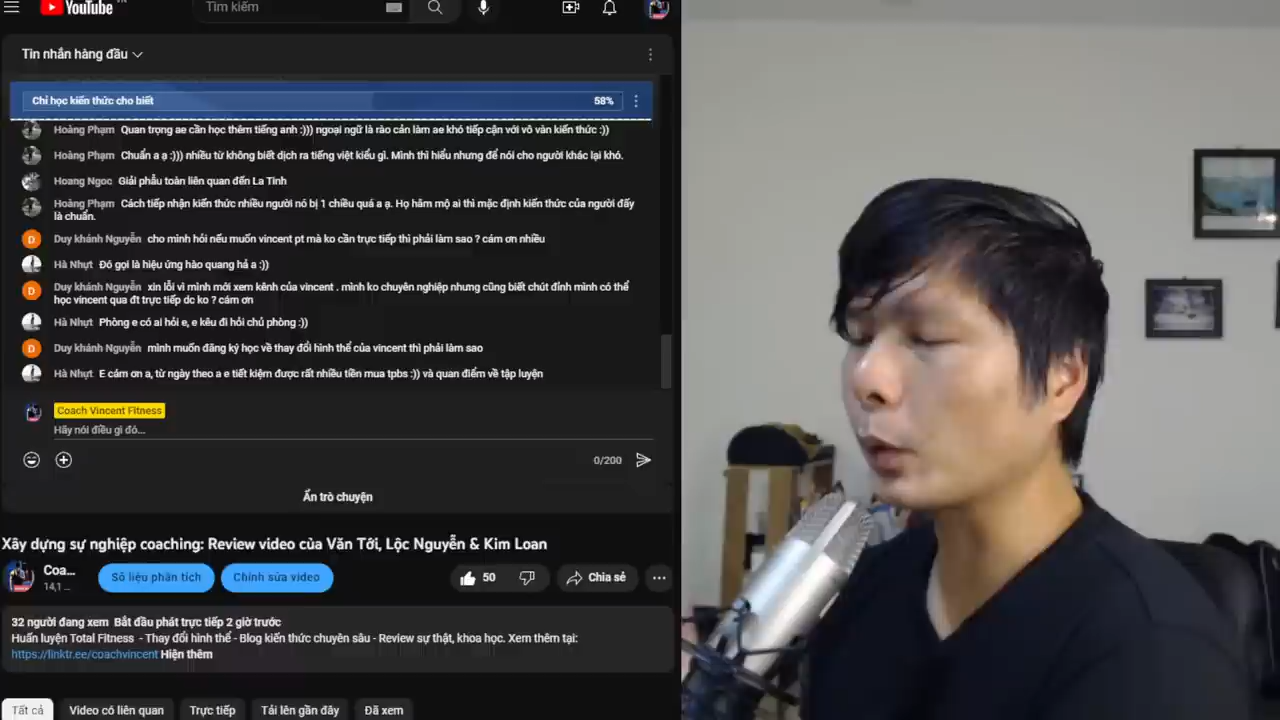 YouTube
Tìm kiếm
Tin nhắn hàng đầu
Chỉ học kiến thức cho biết 58%
Hoàng Phạm Quan trọng ae cần học thêm tiếng anh :))) ngoại ngữ là rào cản làm ae khó tiếp cận với vô vàn kiến thức :))
Hoàng Phạm Chuẩn a ạ :))) nhiều từ không biết dịch ra tiếng việt kiểu gì. Mình thì hiểu nhưng để nói cho người khác lại khó.
Hoang Ngoc Giải phẫu toàn liên quan đến La Tinh
Hoàng Phạm Cách tiếp nhận kiến thức nhiều người nó bị 1 chiều quá a ạ. Họ hâm mộ ai thì mặc định kiến thức của người đấy
là chuẩn.
Duy khánh Nguyễn cho mình hỏi nếu muốn vincent pt mà ko cần trực tiếp thì phải làm sao ? cám ơn nhiều
Hà Nhựt Đó gọi là hiệu ứng hào quang hả a :))
Duy khánh Nguyễn xin lỗi vì mình mới xem kênh của vincent . mình ko chuyên nghiệp nhưng cũng biết chút đỉnh mình có thể
học vincent qua đt trực tiếp dc ko ? cám ơn
Hà Nhựt Phòng e có ai hỏi e, e kêu đi hỏi chủ phòng :))
Duy khánh Nguyễn mình muốn đăng ký học về thay đổi hình thể của vincent thì phải làm sao
Hà Nhựt E cám ơn a, từ ngày theo a e tiết kiệm được rất nhiều tiền mua tpbs :)) và quan điểm về tập luyện
Coach Vincent Fitness
Hãy nói điều gì đó...
0/200
Ẩn trò chuyện
Xây dựng sự nghiệp coaching: Review video của Văn Tới, Lộc Nguyễn & Kim Loan
Coa...
14,1 ...
Số liệu phân tích
Chỉnh sửa video
50
Chia sẻ
32 người đang xem Bắt đầu phát trực tiếp 2 giờ trước
Huấn luyện Total Fitness - Thay đổi hình thể - Blog kiến thức chuyên sâu - Review sự thật, khoa học. Xem thêm tại:
https://linktr.ee/coachvincent Hiện thêm
Tất cả
Video có liên quan
Trực tiếp
Tải lên gần đây
Đã xem